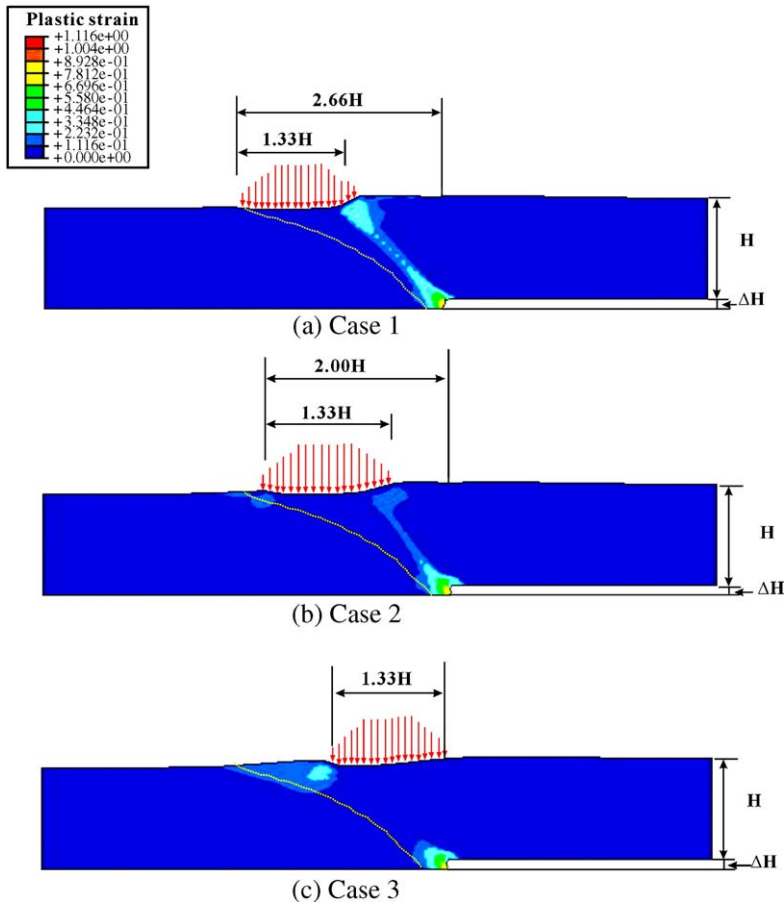 Plastic strain
+1.116e+00
+1.004e+00
+8.928e-01
+7.812e-01
+6.696e-01
+5.580e-01
+4.464e-01
+3.348e-01
+2.232e-01
+1.116e-01
+0.000e+00
2.66H
1.33H
H
ΔH
(a) Case 1
2.00H
1.33H
H
ΔH
(b) Case 2
1.33H
H
ΔH
(c) Case 3